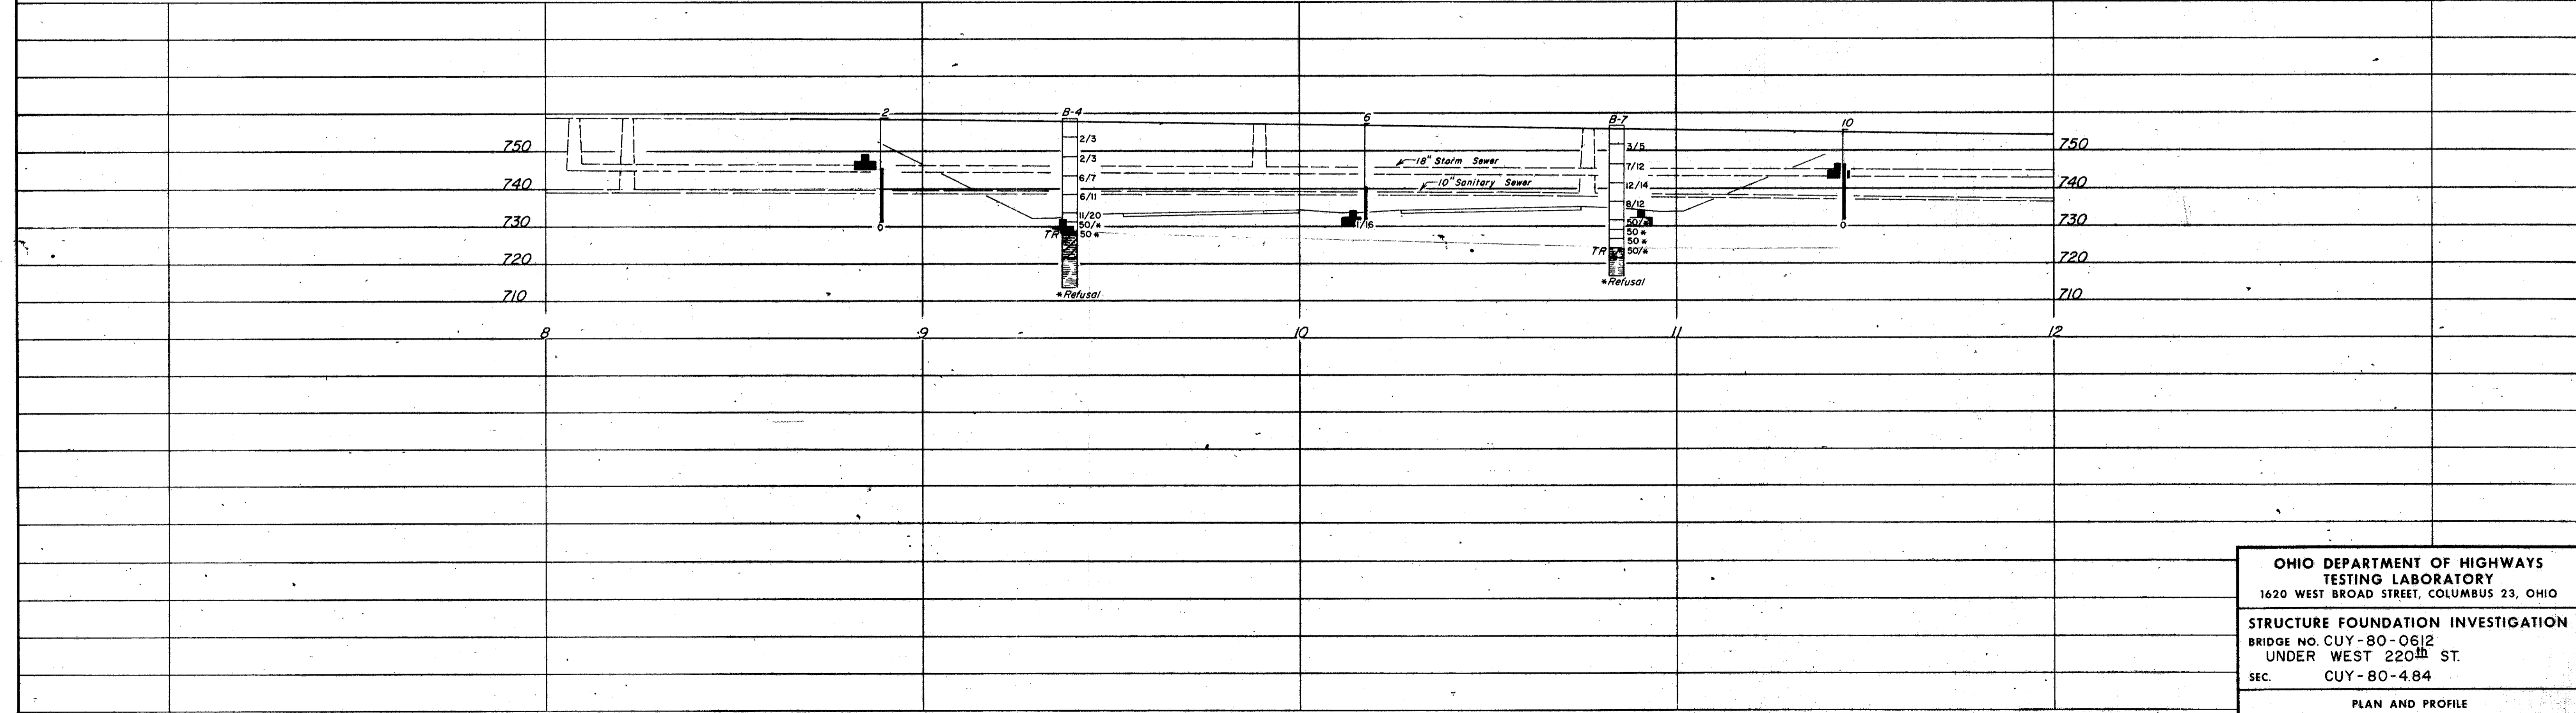 2
B-4
6
B-7
10
2/3
2/3
6/7
6/11
11/20
50/*
50*
TR
*Refusal
18" Storm Sewer
10" Sanitary Sewer
3/5
7/12
12/14
8/12
50/*
50*
50*
50/*
TR
*Refusal
0
0
750
740
730
720
710
750
740
730
720
710
8
9
10
11
12
OHIO DEPARTMENT OF HIGHWAYS
TESTING LABORATORY
1620 WEST BROAD STREET, COLUMBUS 23, OHIO
STRUCTURE FOUNDATION INVESTIGATION
BRIDGE NO. CUY-80-0612
UNDER WEST 220th ST.
SEC. CUY-80-4.84
PLAN AND PROFILE